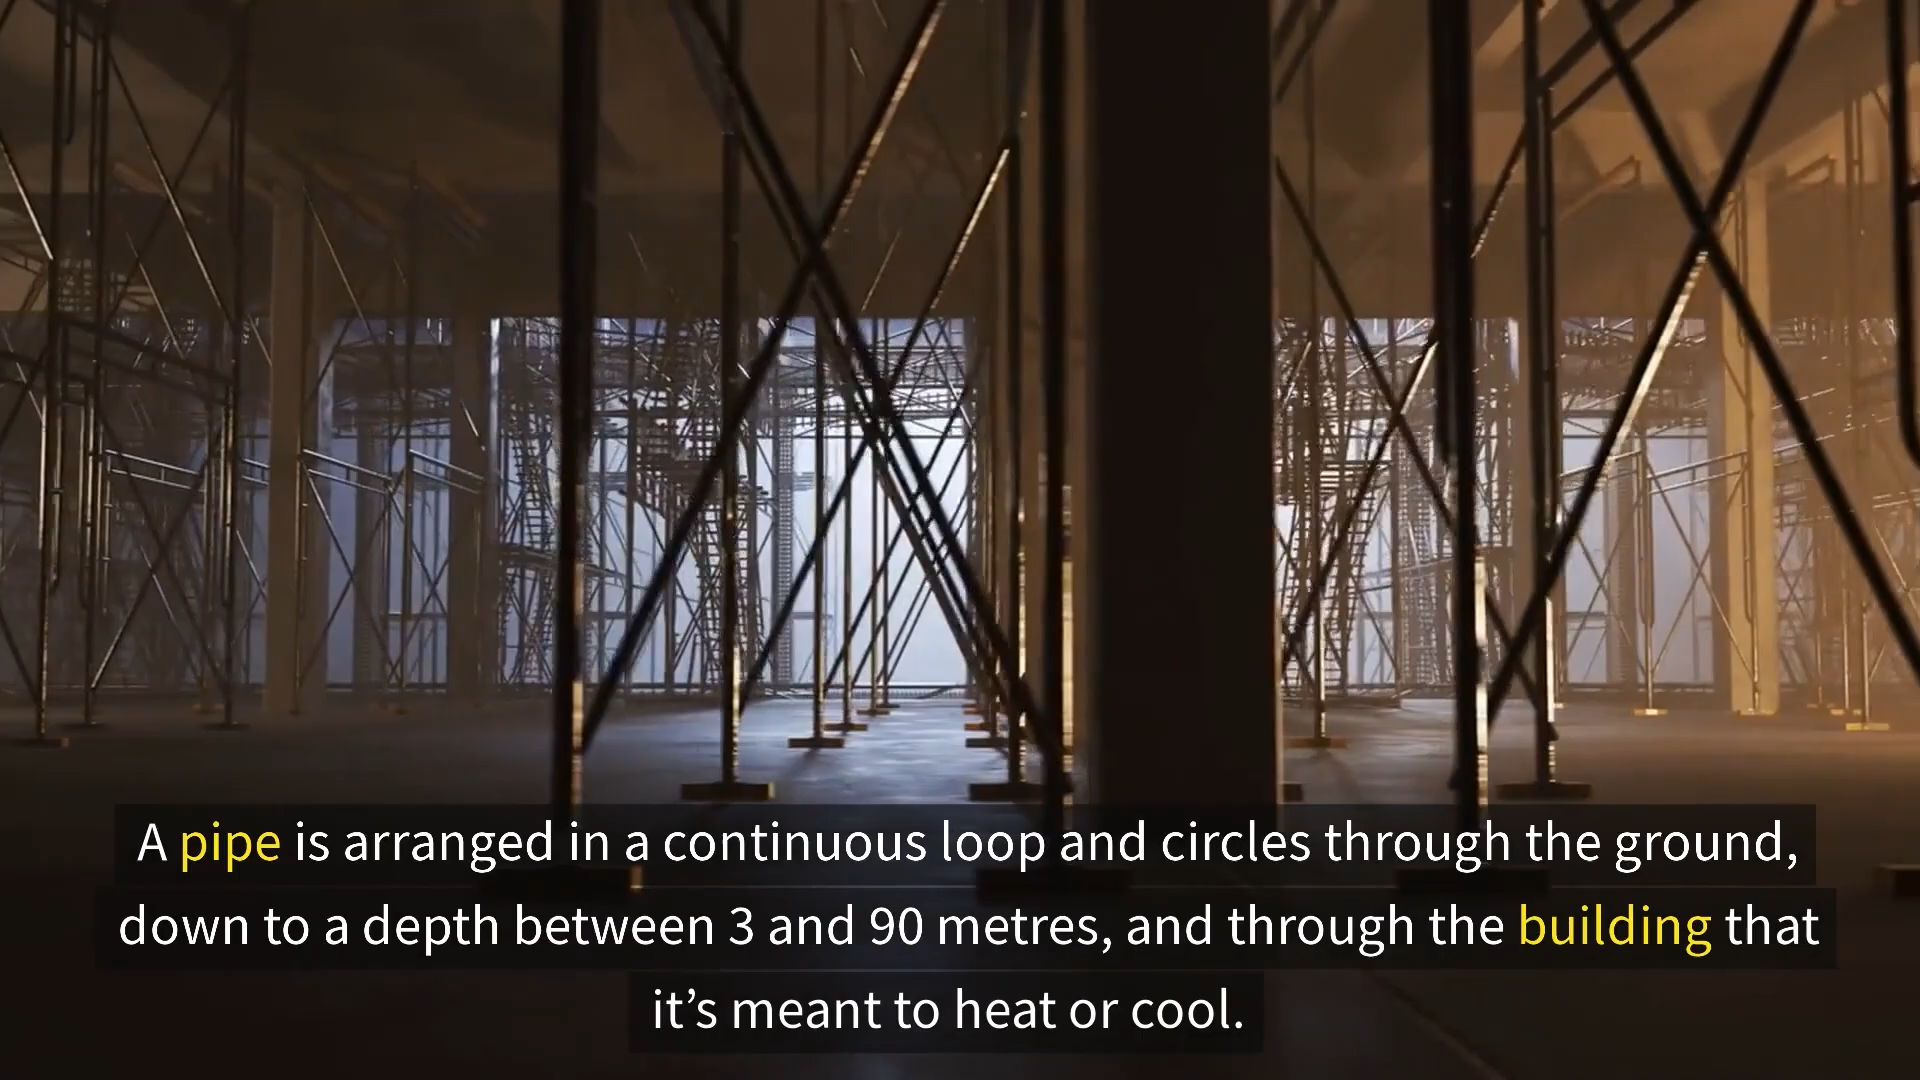 A pipe is arranged in a continuous loop and circles through the ground,
down to a depth between 3 and 90 metres, and through the building that
it’s meant to heat or cool.